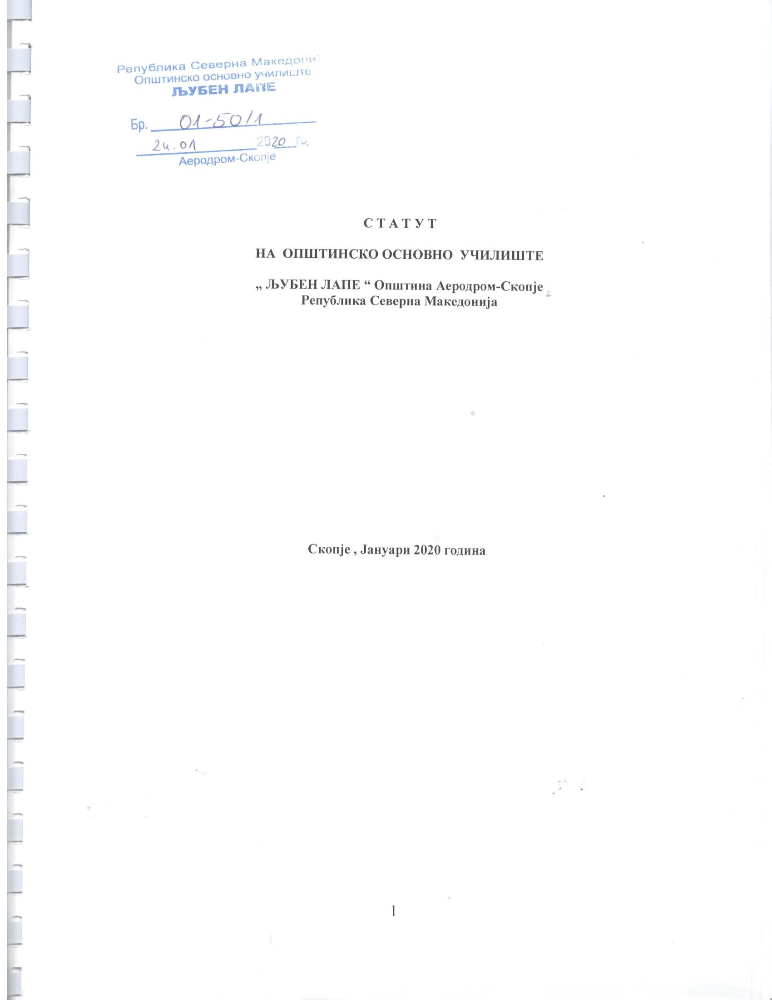 Република Северна Македони
Општинско основно училиште
ЉУБЕН ЛАПЕ
Бр. 01-50/1
24.01 2020 го
Аеродром-Скопје
С Т А Т У Т
НА ОПШТИНСКО ОСНОВНО УЧИЛИШТЕ
„ ЉУБЕН ЛАПЕ “ Општина Аеродром-Скопје
Република Северна Македонија
Скопје , Јануари 2020 година
1